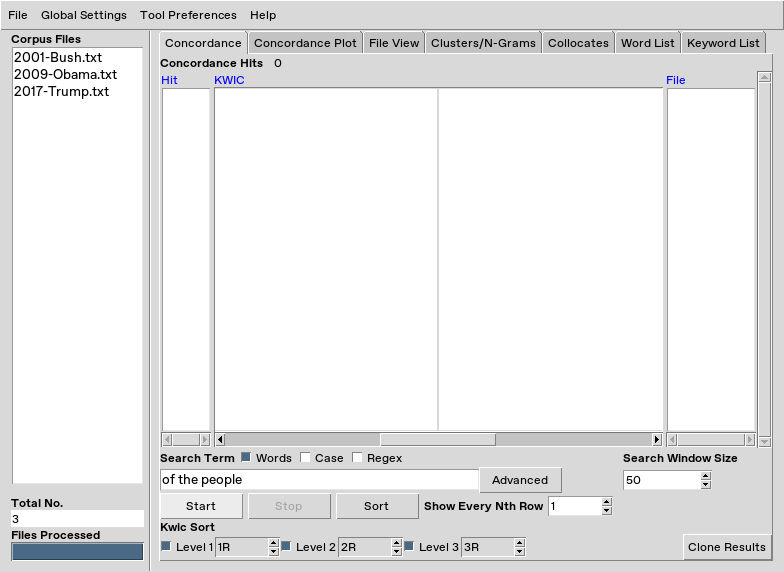 File Global Settings Tool Preferences Help
Corpus Files
2001-Bush.txt
2009-Obama.txt
2017-Trump.txt
Total No.
3
Files Processed
Concordance Concordance Plot File View Clusters/N-Grams Collocates Word List Keyword List
Concordance Hits 0
Hit KWIC File
Search Term Words Case Regex Search Window Size
of the people Advanced 50
Start Stop Sort Show Every Nth Row 1
Kwic Sort
Level 1 1R Level 2 2R Level 3 3R Clone Results